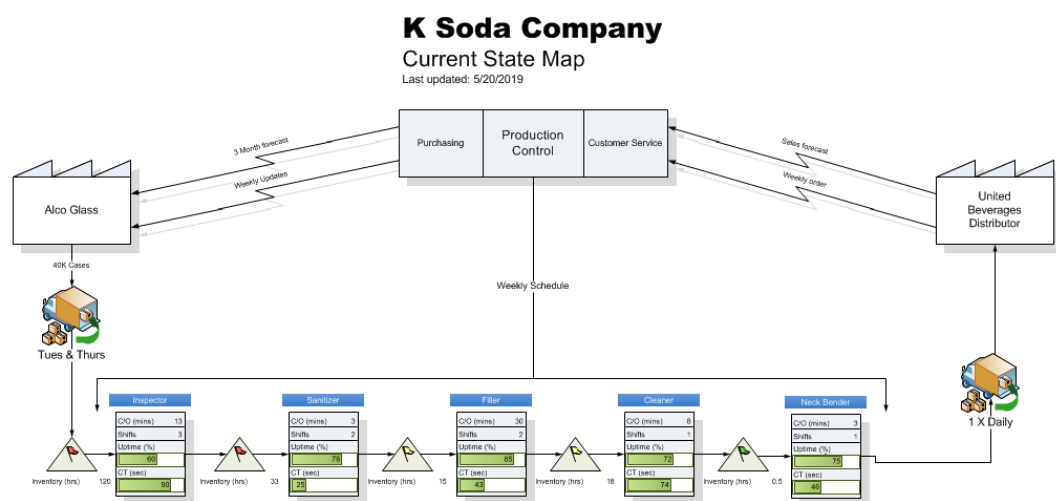 K Soda Company
Current State Map
Last updated: 5/20/2019
Purchasing
Production
Control
Customer Service
3 Month forecast
Weekly Updates
Sales forecast
Weekly order
Alco Glass
United
Beverages
Distributor
40K Cases
Weekly Schedule
Tues & Thurs
1 X Daily
Inventory (hrs) 120
Inspector
C/O (mins) 13
Shifts 3
Uptime (%)
60
CT (sec)
90
Inventory (hrs) 33
Sanitizer
C/O (mins) 3
Shifts 2
Uptime (%)
78
CT (sec)
25
Inventory (hrs) 15
Filler
C/O (mins) 30
Shifts 2
Uptime (%)
85
CT (sec)
43
Inventory (hrs) 18
Cleaner
C/O (mins) 8
Shifts 1
Uptime (%)
72
CT (sec)
74
Inventory (hrs) 0.5
Neck Bender
C/O (mins) 3
Shifts 1
Uptime (%)
75
CT (sec)
46